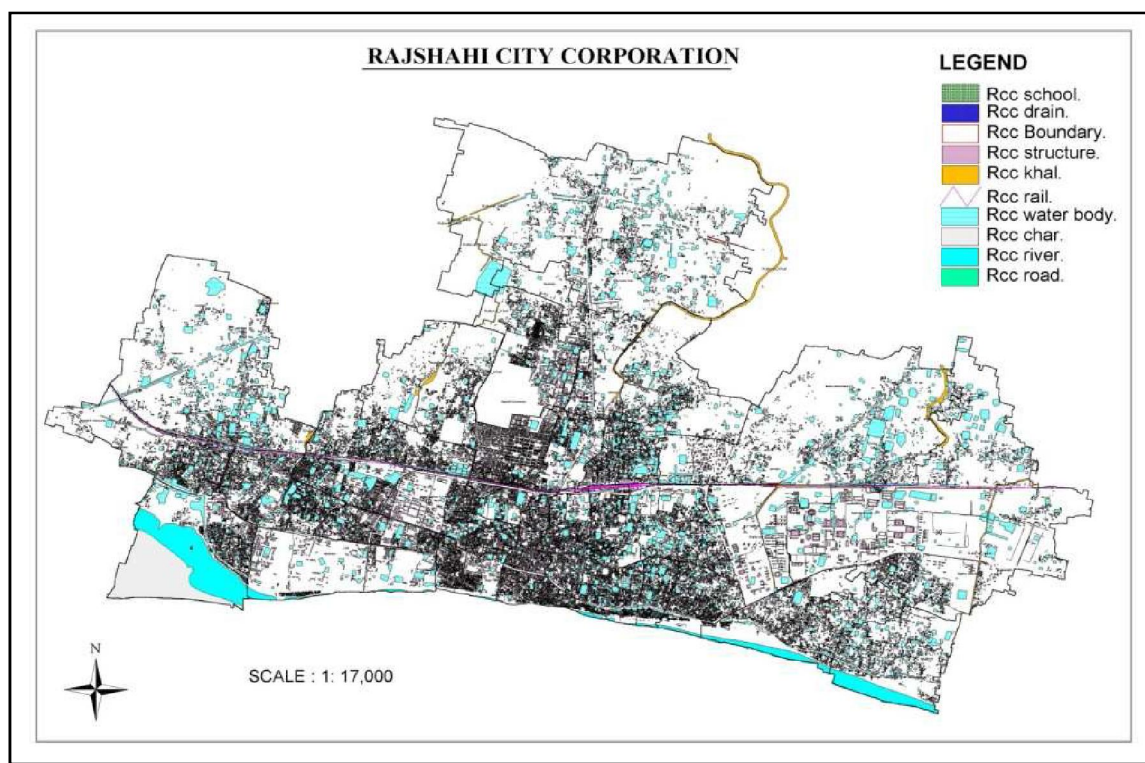 RAJSHAHI CITY CORPORATION
LEGEND
Rcc school.
Rcc drain.
Rcc Boundary.
Rcc structure.
Rcc khal.
Rcc rail.
Rcc water body.
Rcc char.
Rcc river.
Rcc road.
N
SCALE : 1: 17,000